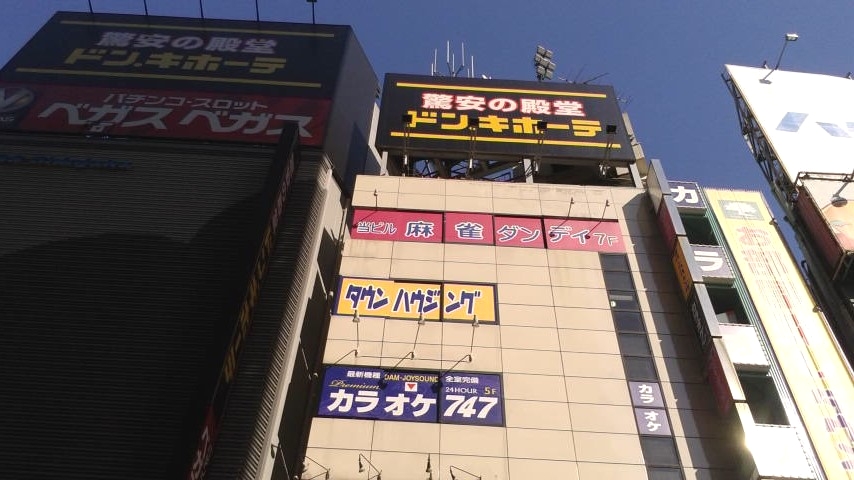 驚安の殿堂
ドン.キホーテ
パチンコ・スロット
ベガスベガス
驚安の殿堂
ドン.キホーテ
当ビル 麻雀ダンディ 7F
タウンハウジング
最新機種 DAM・JOYSOUND 全室完備
Premium 24HOUR 5F
カラオケ 747
カラオケ
カラ